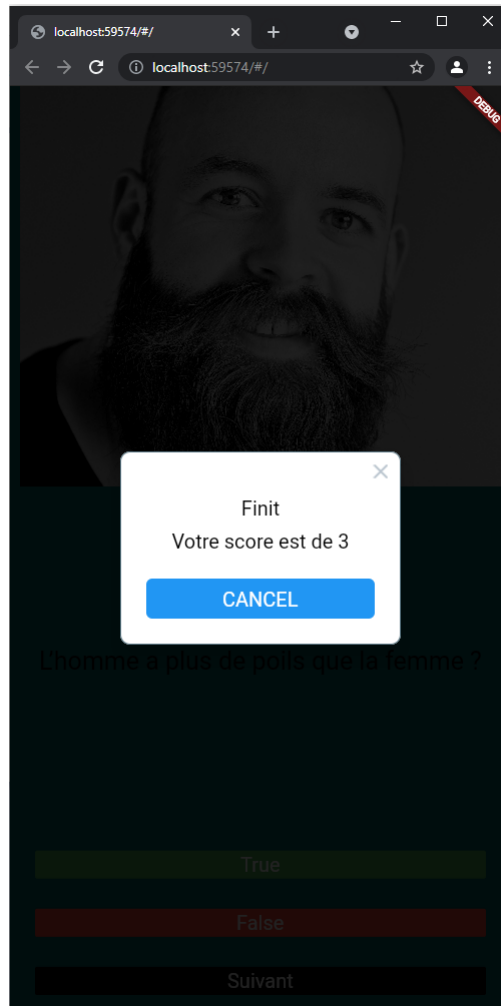 localhost:59574/#/
localhost:59574/#/
DEBUG
Finit
Votre score est de 3
CANCEL
L'homme a plus de poils que la femme ?
True
False
Suivant